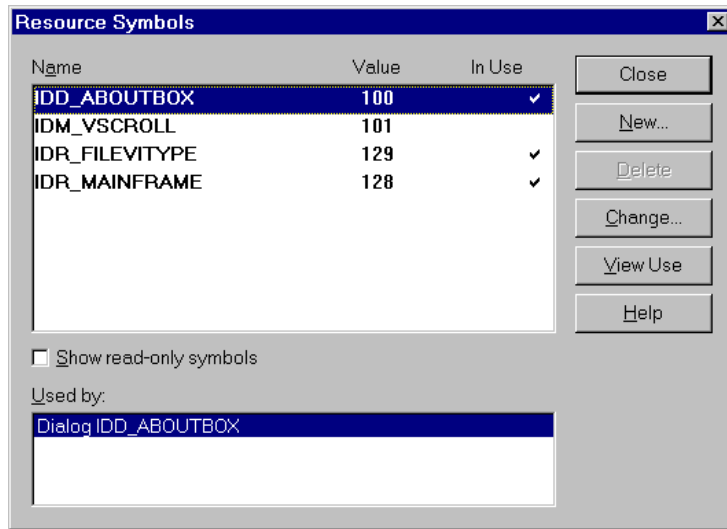 Resource Symbols
Name Value In Use
IDD_ABOUTBOX 100
IDM_VSCROLL 101
IDR_FILEVITYPE 129
IDR_MAINFRAME 128
Close
New...
Delete
Change...
View Use
Help
Show read-only symbols
Used by:
Dialog IDD_ABOUTBOX